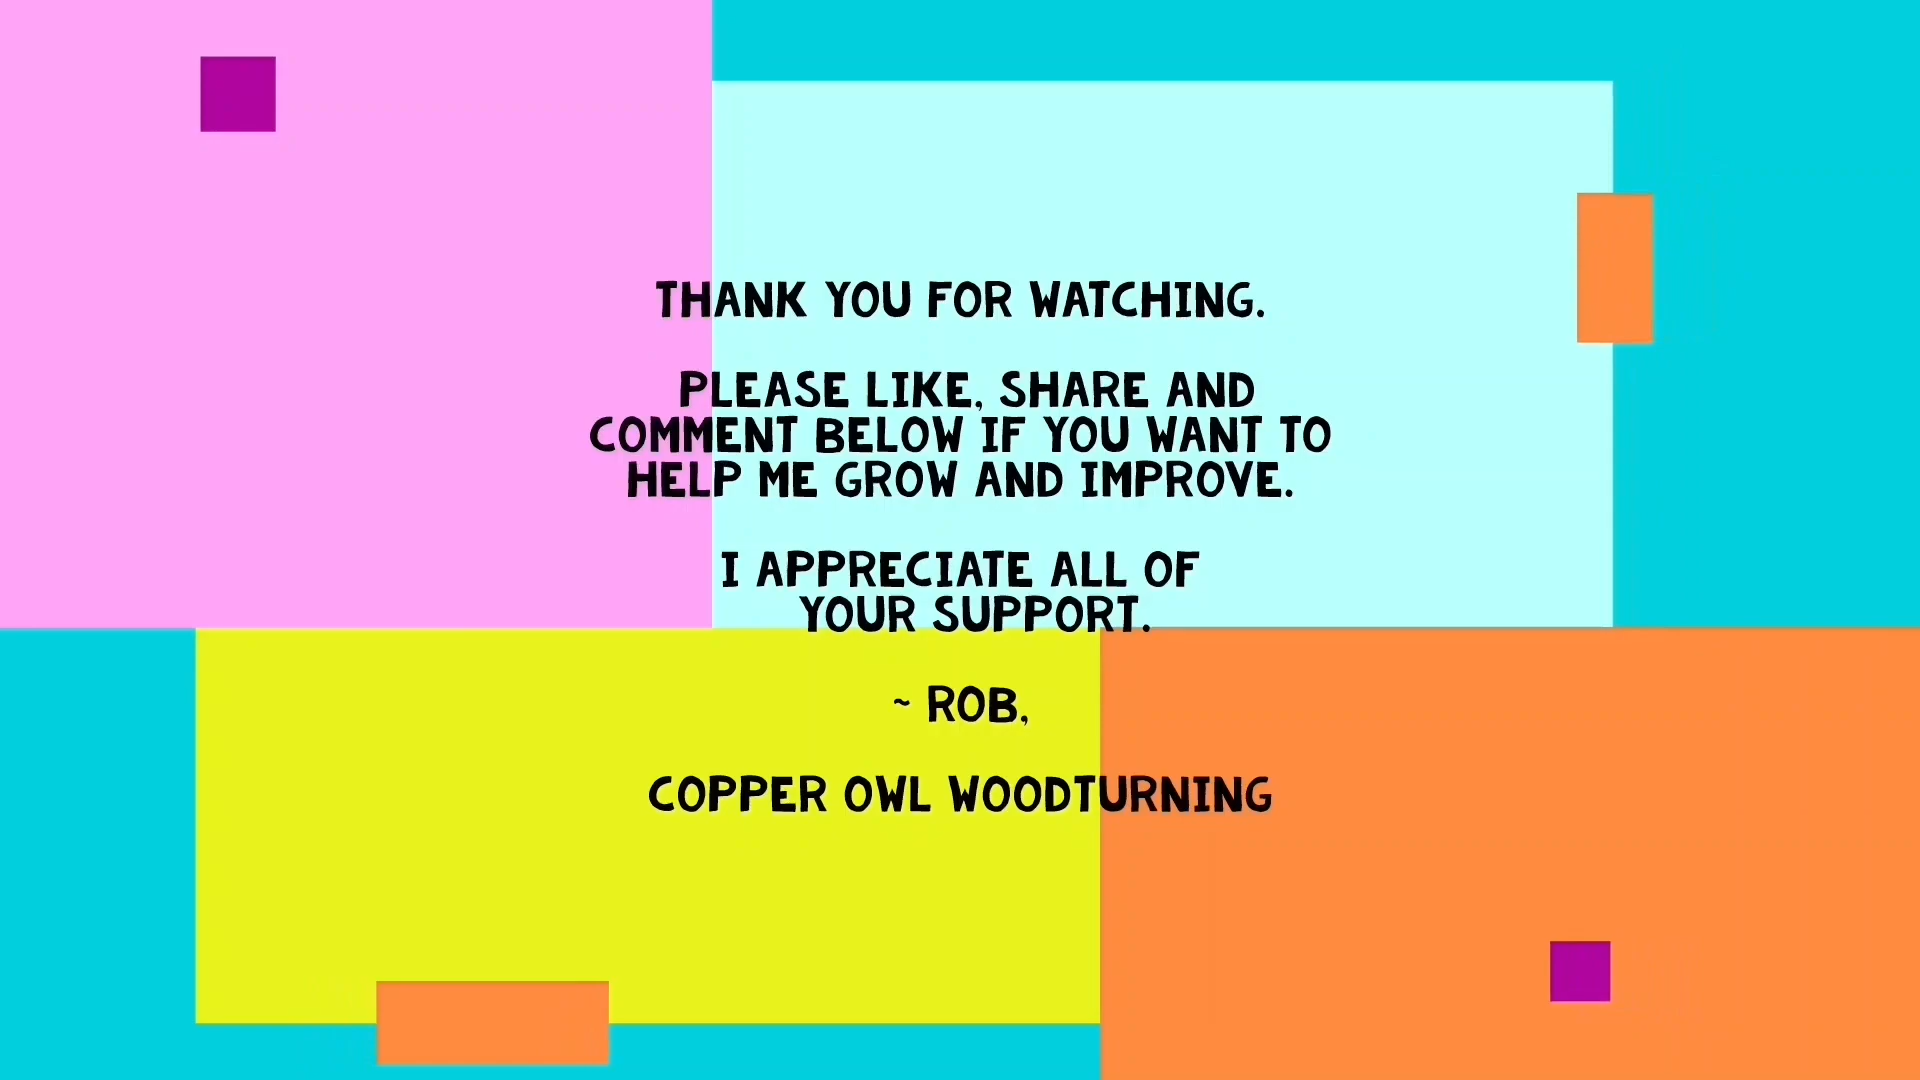 THANK YOU FOR WATCHING.
PLEASE LIKE, SHARE AND
COMMENT BELOW IF YOU WANT TO
HELP ME GROW AND IMPROVE.
I APPRECIATE ALL OF
YOUR SUPPORT.
~ ROB,
COPPER OWL WOODTURNING